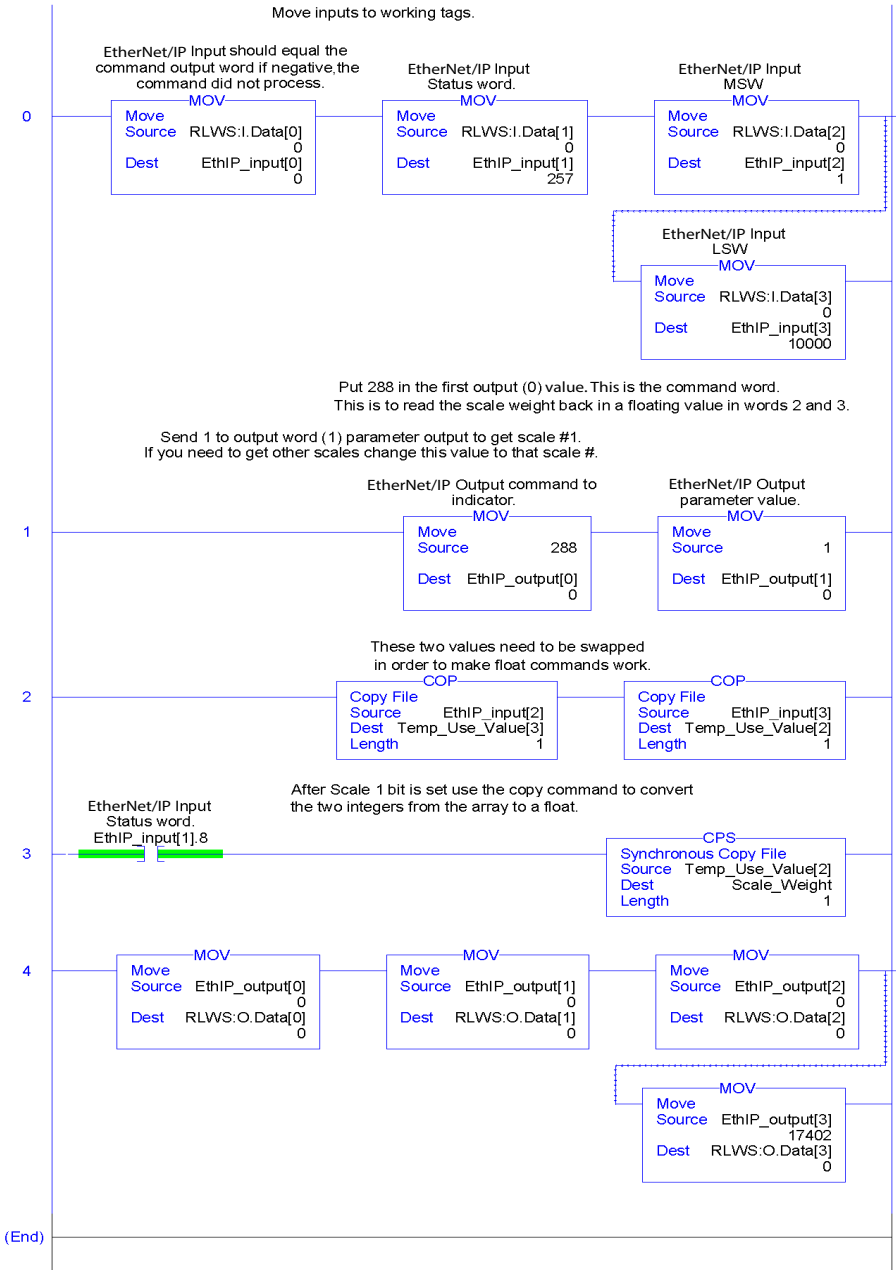 Move inputs to working tags.
EtherNet/IP Input should equal the
command output word if negative,the
command did not process.
EtherNet/IP Input
Status word.
EtherNet/IP Input
MSW
0
MOV
Move
Source RLWS:I.Data[0]
0
Dest EthIP_input[0]
0
MOV
Move
Source RLWS:I.Data[1]
0
Dest EthIP_input[1]
257
MOV
Move
Source RLWS:I.Data[2]
0
Dest EthIP_input[2]
1
EtherNet/IP Input
LSW
MOV
Move
Source RLWS:I.Data[3]
0
Dest EthIP_input[3]
10000
Put 288 in the first output (0) value. This is the command word.
This is to read the scale weight back in a floating value in words 2 and 3.
Send 1 to output word (1) parameter output to get scale #1.
If you need to get other scales change this value to that scale #.
EtherNet/IP Output command to
indicator.
EtherNet/IP Output
parameter value.
1
MOV
Move
Source 288
Dest EthIP_output[0]
0
MOV
Move
Source 1
Dest EthIP_output[1]
0
These two values need to be swapped
in order to make float commands work.
2
COP
Copy File
Source EthIP_input[2]
Dest Temp_Use_Value[3]
Length 1
COP
Copy File
Source EthIP_input[3]
Dest Temp_Use_Value[2]
Length 1
After Scale 1 bit is set use the copy command to convert
the two integers from the array to a float.
EtherNet/IP Input
Status word.
EthIP_input[1].8
3
CPS
Synchronous Copy File
Source Temp_Use_Value[2]
Dest Scale_Weight
Length 1
4
MOV
Move
Source EthIP_output[0]
0
Dest RLWS:O.Data[0]
0
MOV
Move
Source EthIP_output[1]
0
Dest RLWS:O.Data[1]
0
MOV
Move
Source EthIP_output[2]
0
Dest RLWS:O.Data[2]
0
MOV
Move
Source EthIP_output[3]
17402
Dest RLWS:O.Data[3]
0
(End)